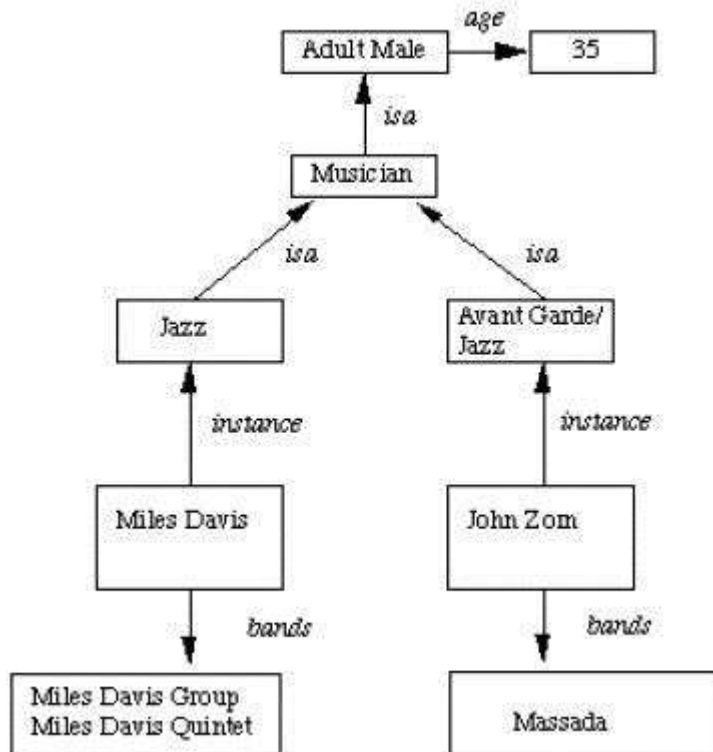 age
Adult Male
35
isa
Musician
isa
isa
Jazz
Avant Garde/
Jazz
instance
instance
Miles Davis
John Zorn
bands
bands
Miles Davis Group
Miles Davis Quintet
Massada